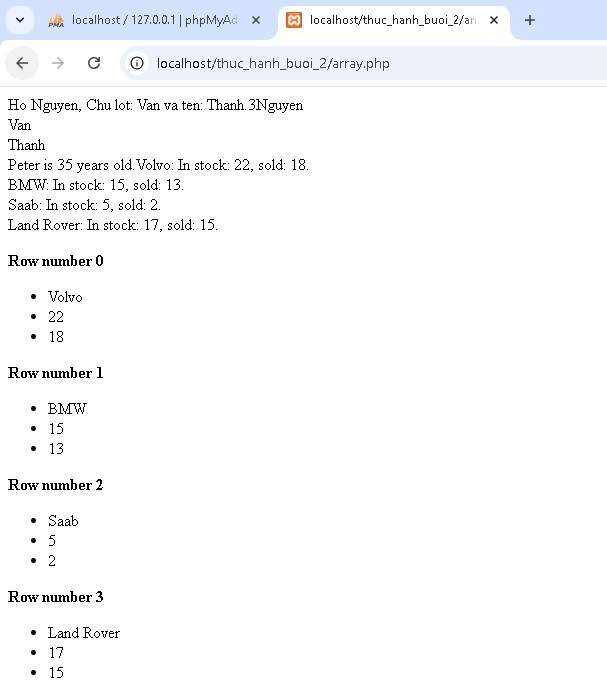 localhost / 127.0.0.1 | phpMyAd
localhost/thuc_hanh_buoi_2/arr
localhost/thuc_hanh_buoi_2/array.php
Ho Nguyen, Chu lot: Van va ten: Thanh.3Nguyen
Van
Thanh
Peter is 35 years old.Volvo: In stock: 22, sold: 18.
BMW: In stock: 15, sold: 13.
Saab: In stock: 5, sold: 2.
Land Rover: In stock: 17, sold: 15.
Row number 0
Volvo
22
18
Row number 1
BMW
15
13
Row number 2
Saab
5
2
Row number 3
Land Rover
17
15